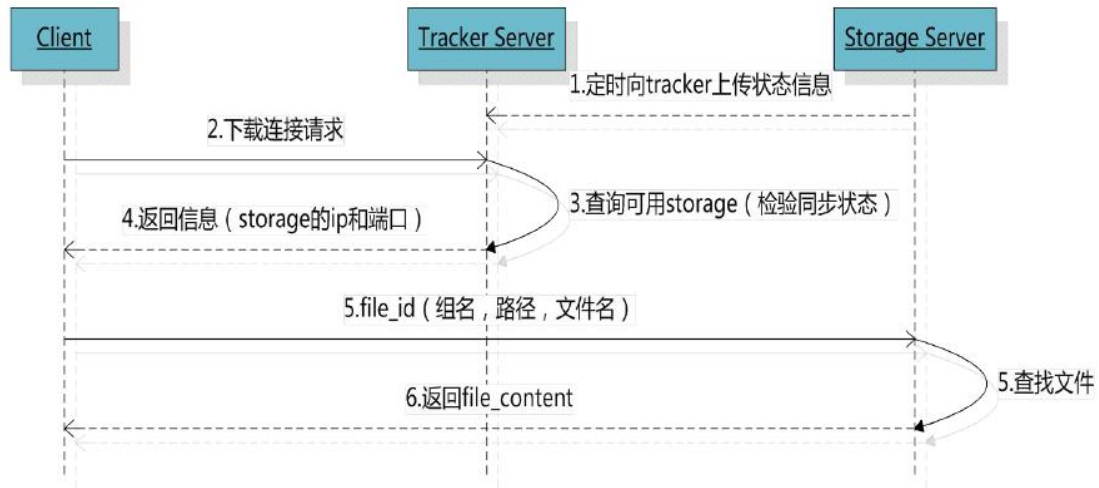 Client
Tracker Server
Storage Server
1.定时向tracker上传状态信息
2.下载连接请求
3.查询可用storage（检验同步状态）
4.返回信息（storage的ip和端口）
5.file_id（组名，路径，文件名）
5.查找文件
6.返回file_content